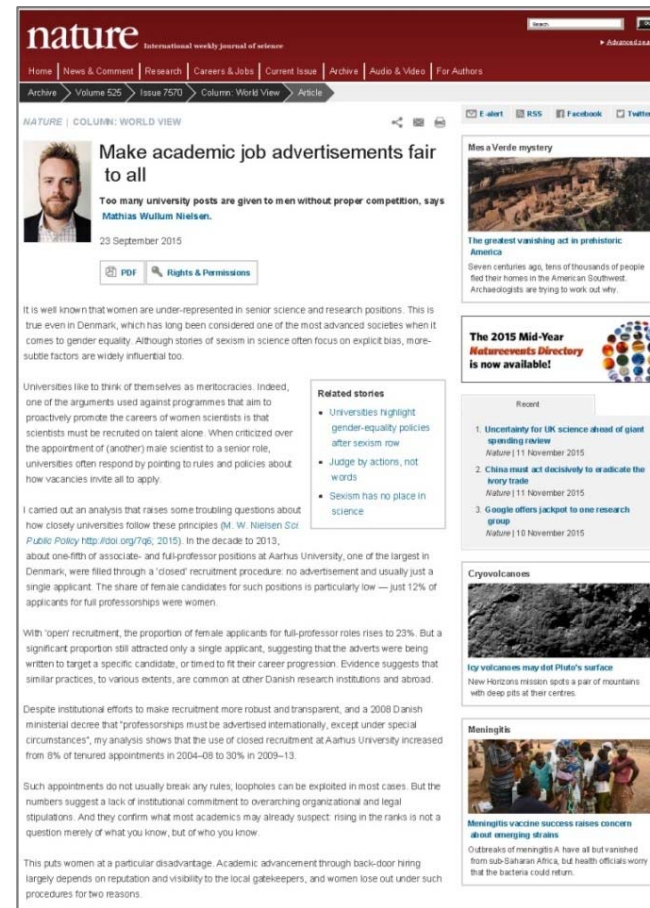 nature International weekly journal of science
Search
Advanced sea
Home | News & Comment | Research | Careers & Jobs | Current Issue | Archive | Audio & Video | For Authors
Archive Volume 525 Issue 7570 Column: World View Article
NATURE | COLUMN: WORLD VIEW
Make academic job advertisements fair
to all
Too many university posts are given to men without proper competition, says
Mathias Wullum Nielsen.
23 September 2015
PDF Rights & Permissions
It is well known that women are under-represented in senior science and research positions. This is
true even in Denmark, which has long been considered one of the most advanced societies when it
comes to gender equality. Although stories of sexism in science often focus on explicit bias, more-
subtle factors are widely influential too.
Universities like to think of themselves as meritocracies. Indeed,
one of the arguments used against programmes that aim to
proactively promote the careers of women scientists is that
scientists must be recruited on talent alone. When criticized over
the appointment of (another) male scientist to a senior role,
universities often respond by pointing to rules and policies about
how vacancies invite all to apply.
Related stories
• Universities highlight
gender-equality policies
after sexism row
• Judge by actions, not
words
• Sexism has no place in
science
I carried out an analysis that raises some troubling questions about
how closely universities follow these principles (M. W. Nielsen Sci.
Public Policy http://doi.org/7q6; 2015). In the decade to 2013,
about one-fifth of associate- and full-professor positions at Aarhus University, one of the largest in
Denmark, were filled through a 'closed' recruitment procedure: no advertisement and usually just a
single applicant. The share of female candidates for such positions is particularly low — just 12% of
applicants for full professorships were women.
With 'open' recruitment, the proportion of female applicants for full-professor roles rises to 23%. But a
significant proportion still attracted only a single applicant, suggesting that the adverts were being
written to target a specific candidate, or timed to fit their career progression. Evidence suggests that
similar practices, to various extents, are common at other Danish research institutions and abroad.
Despite institutional efforts to make recruitment more robust and transparent, and a 2008 Danish
ministerial decree that "professorships must be advertised internationally, except under special
circumstances", my analysis shows that the use of closed recruitment at Aarhus University increased
from 8% of tenured appointments in 2004–08 to 30% in 2009–13.
Such appointments do not usually break any rules; loopholes can be exploited in most cases. But the
numbers suggest a lack of institutional commitment to overarching organizational and legal
stipulations. And they confirm what most academics may already suspect: rising in the ranks is not a
question merely of what you know, but of who you know.
This puts women at a particular disadvantage. Academic advancement through back-door hiring
largely depends on reputation and visibility to the local gatekeepers, and women lose out under such
procedures for two reasons.
E-alert RSS Facebook Twitter
Mesa Verde mystery
The greatest vanishing act in prehistoric
America
Seven centuries ago, tens of thousands of people
fled their homes in the American Southwest.
Archaeologists are trying to work out why.
The 2015 Mid-Year
Natureevents Directory
is now available!
Recent
1. Uncertainty for UK science ahead of giant
spending review
Nature | 11 November 2015
2. China must act decisively to eradicate the
ivory trade
Nature | 11 November 2015
3. Google offers jackpot to one research
group
Nature | 10 November 2015
Cryovolcanoes
Icy volcanoes may dot Pluto's surface
New Horizons mission spots a pair of mountains
with deep pits at their centres.
Meningitis
Meningitis vaccine success raises concern
about emerging strains
Outbreaks of meningitis A have all but vanished
from sub-Saharan Africa, but health officials worry
that the bacteria could return.